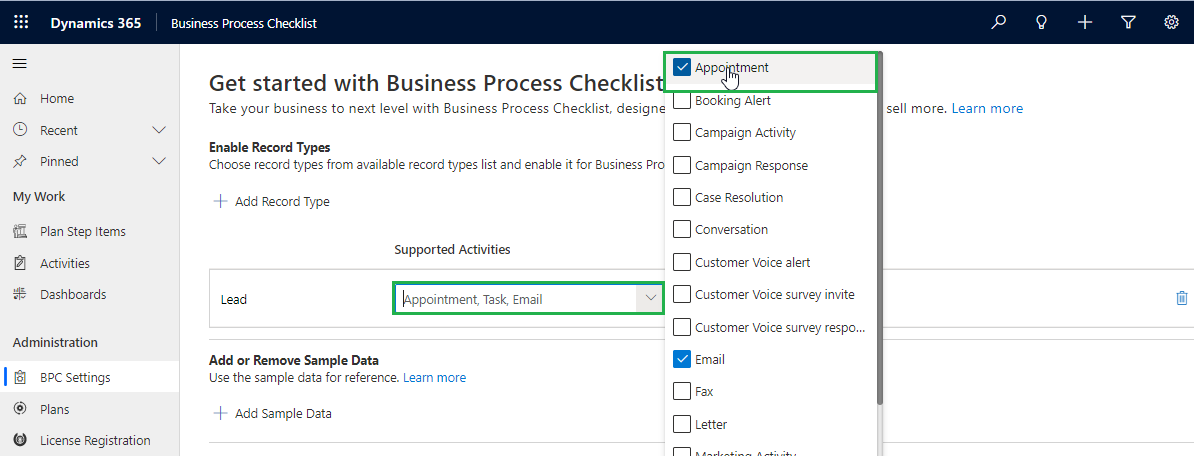 Dynamics 365
Business Process Checklist
Home
Recent
Pinned
My Work
Plan Step Items
Activities
Dashboards
Administration
BPC Settings
Plans
License Registration
Get started with Business Process Checklist
Take your business to next level with Business Process Checklist, designe sell more. Learn more
Enable Record Types
Choose record types from available record types list and enable it for Business Pro
Add Record Type
Supported Activities
Lead
Appointment, Task, Email
Add or Remove Sample Data
Use the sample data for reference. Learn more
Add Sample Data
Appointment
Booking Alert
Campaign Activity
Campaign Response
Case Resolution
Conversation
Customer Voice alert
Customer Voice survey invite
Customer Voice survey respo...
Email
Fax
Letter
Marketing Activity